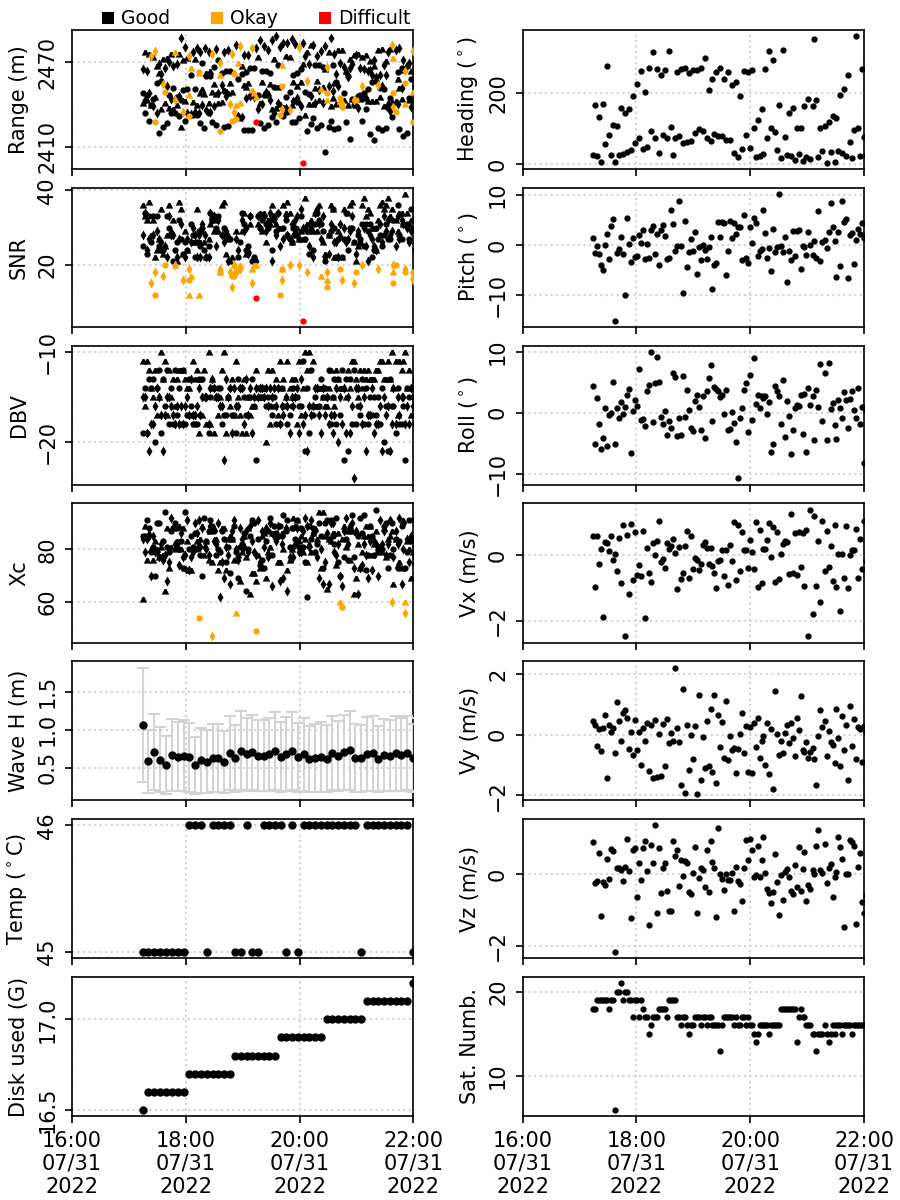 Good Okay Difficult
Range (m)
2470
2410
Heading (°)
200
0
SNR
40
20
Pitch (°)
10
0
−10
DBV
−10
−20
Roll (°)
10
0
−10
Xc
80
60
Vx (m/s)
0
−2
Wave H (m)
1.5
1.0
0.5
Vy (m/s)
2
0
−2
Temp (°C)
46
45
Vz (m/s)
0
−2
Disk used (G)
17.0
16.5
Sat. Numb.
20
10
16:00 18:00 20:00 22:00 16:00 18:00 20:00 22:00
07/31 07/31 07/31 07/31 07/31 07/31 07/31 07/31
2022 2022 2022 2022 2022 2022 2022 2022